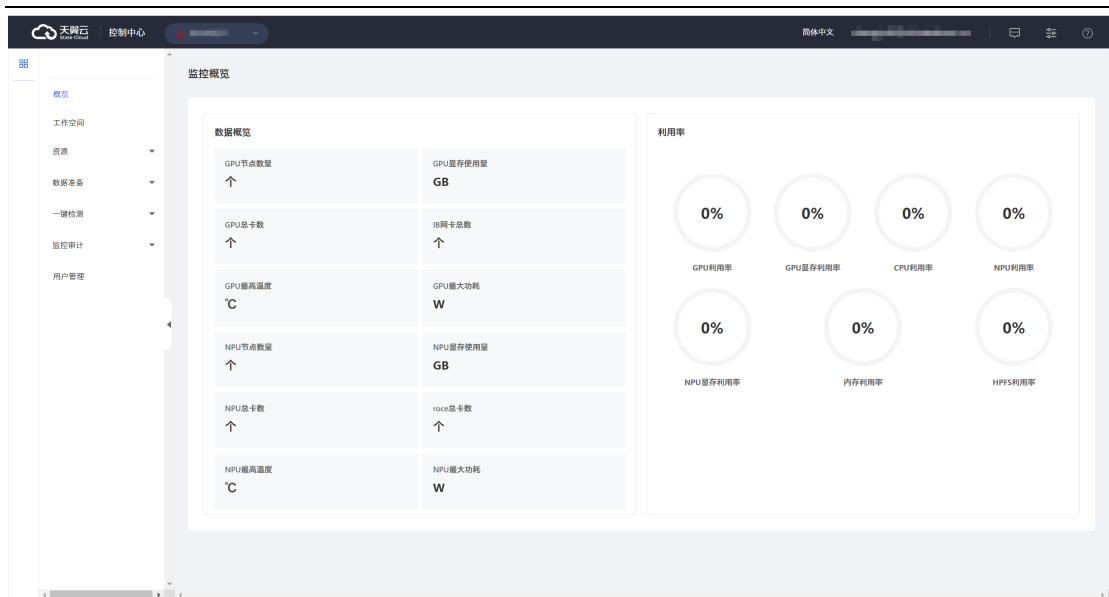 天翼云
State Cloud
控制中心
简体中文
监控概览
概览
工作空间
资源
数据准备
一键检测
监控审计
用户管理
数据概览
GPU节点数量
个
GPU显存使用量
GB
GPU总卡数
个
IB网卡总数
个
GPU最高温度
℃
GPU最大功耗
W
NPU节点数量
个
NPU显存使用量
GB
NPU总卡数
个
roce总卡数
个
NPU最高温度
℃
NPU最大功耗
W
利用率
0%
GPU利用率
0%
GPU显存利用率
0%
CPU利用率
0%
NPU利用率
0%
NPU显存利用率
0%
内存利用率
0%
HPFS利用率